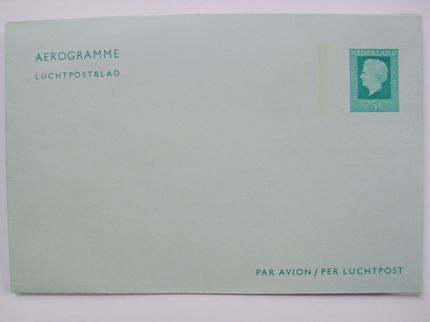 AEROGRAMME
LUCHTPOSTBLAD
NEDERLAND
75C
PAR AVION / PER LUCHTPOST